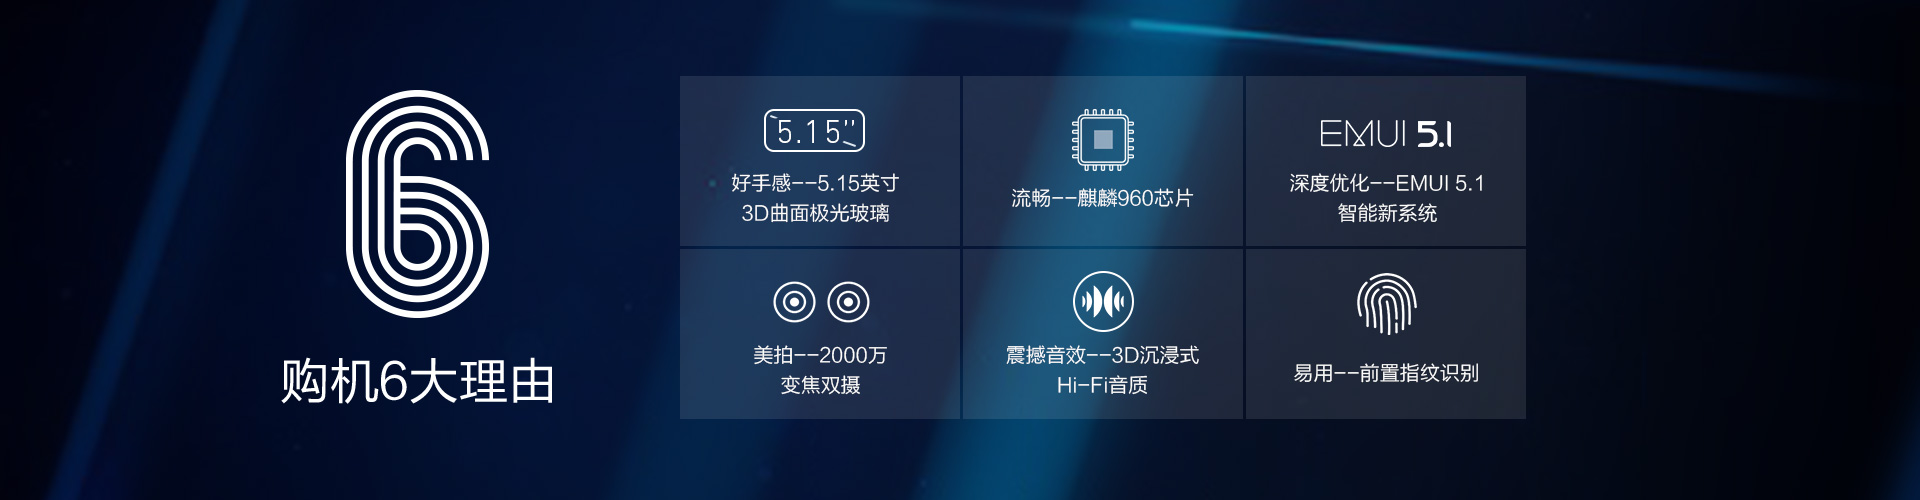 6
购机6大理由
5.15''
好手感--5.15英寸
3D曲面极光玻璃
流畅--麒麟960芯片
EMUI 5.1
深度优化--EMUI 5.1
智能新系统
美拍--2000万
变焦双摄
震撼音效--3D沉浸式
Hi-Fi音质
易用--前置指纹识别